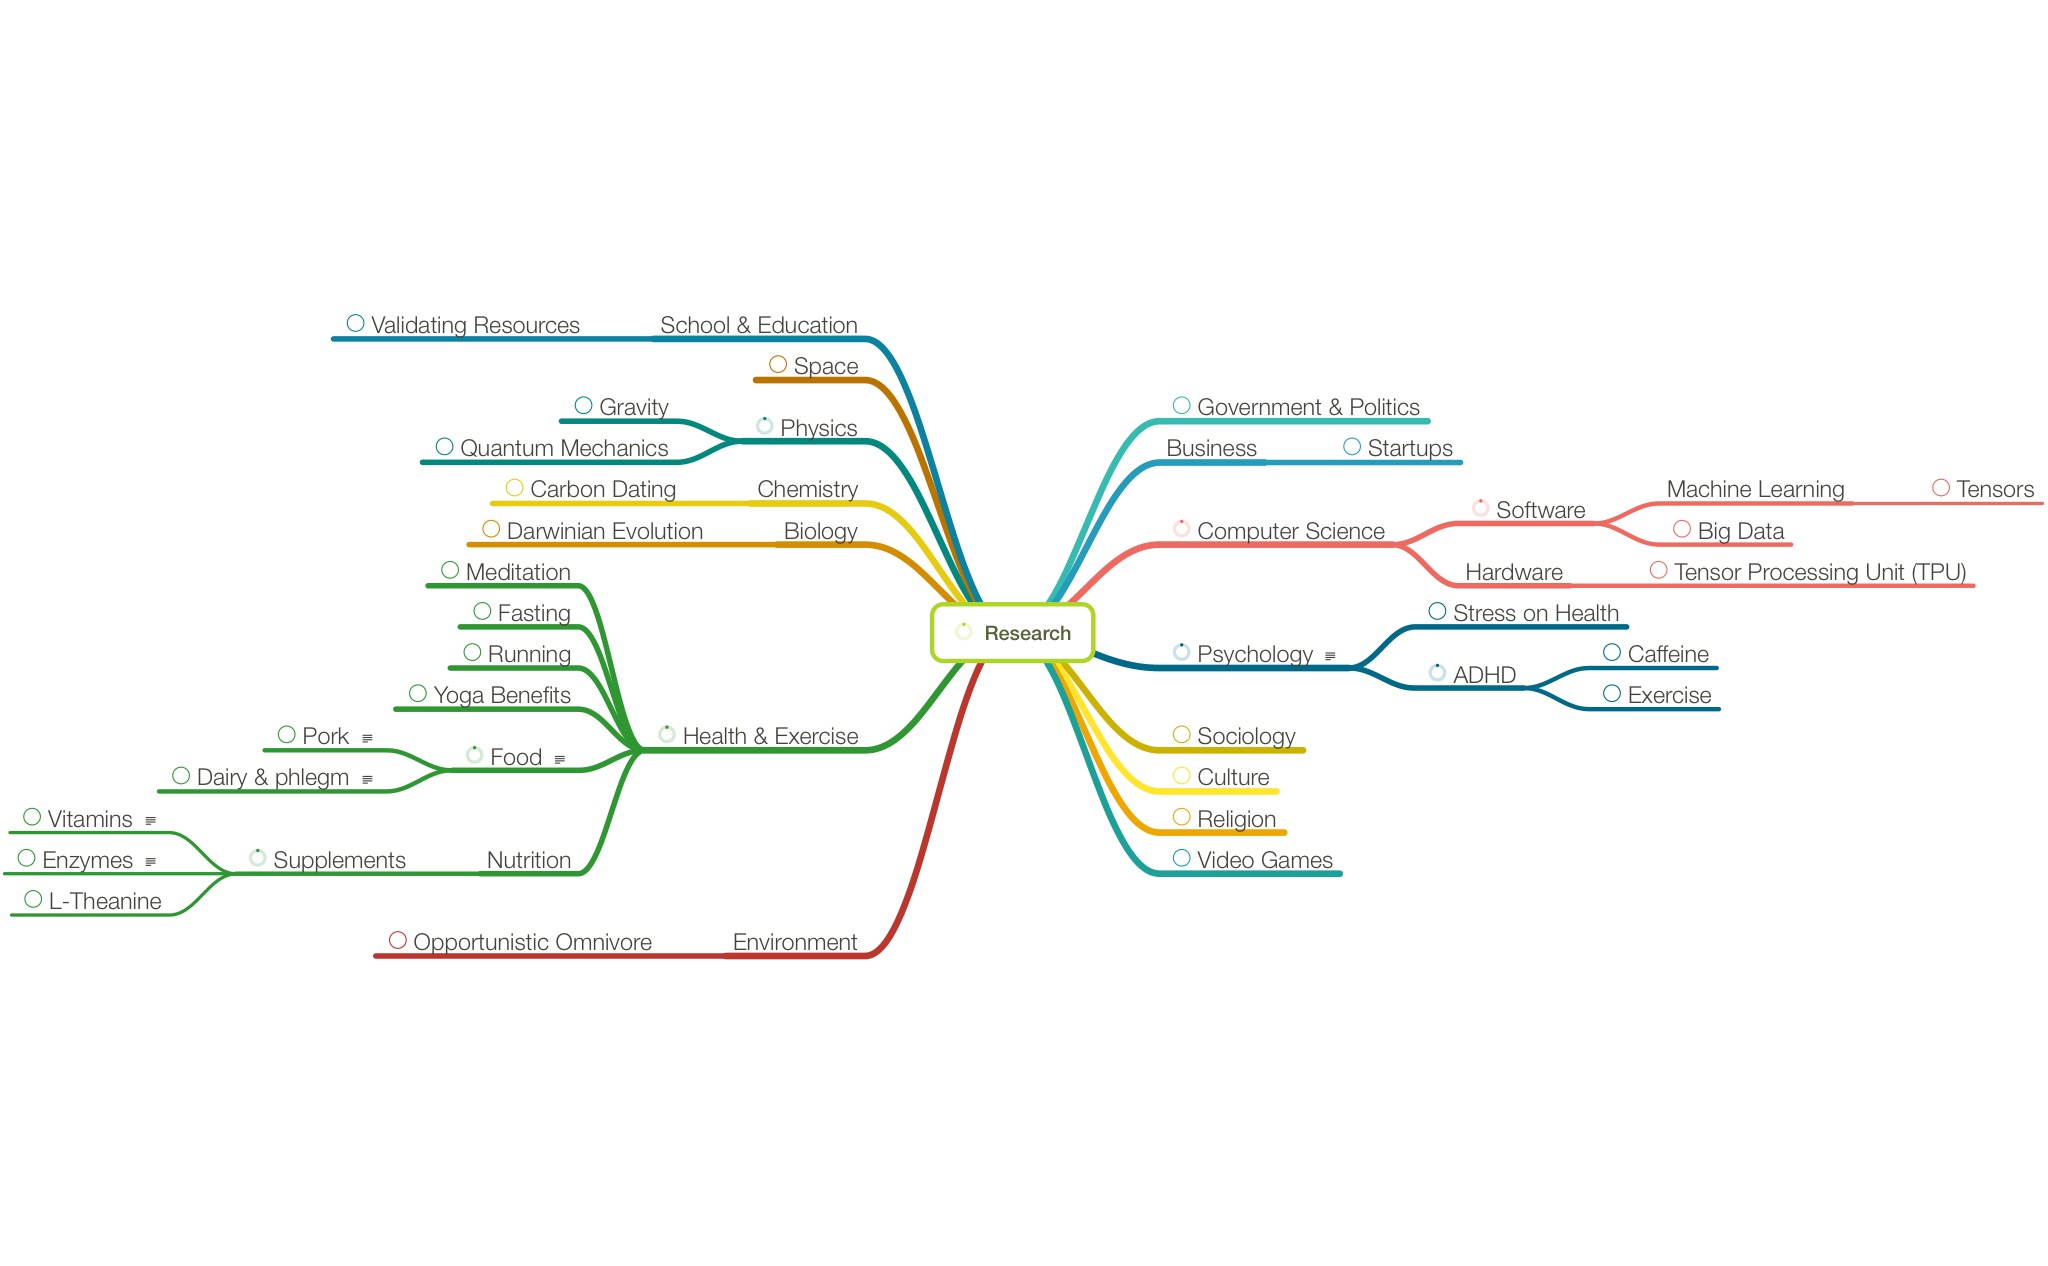 Validating Resources
School & Education
Space
Gravity
Physics
Quantum Mechanics
Carbon Dating
Chemistry
Darwinian Evolution
Biology
Meditation
Fasting
Running
Yoga Benefits
Health & Exercise
Pork
Food
Dairy & phlegm
Vitamins
Enzymes
Supplements
Nutrition
L-Theanine
Opportunistic Omnivore
Environment
Research
Government & Politics
Business
Startups
Computer Science
Software
Machine Learning
Tensors
Big Data
Hardware
Tensor Processing Unit (TPU)
Psychology
Stress on Health
ADHD
Caffeine
Exercise
Sociology
Culture
Religion
Video Games